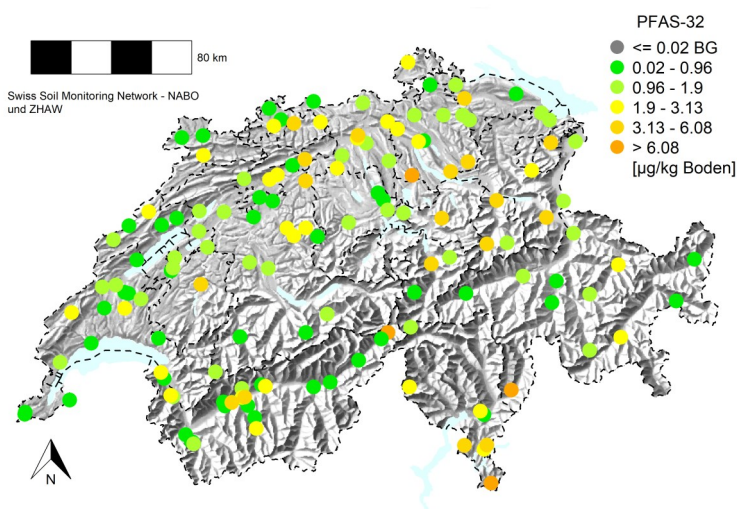 PFAS-32
<= 0.02 BG
0.02 - 0.96
0.96 - 1.9
1.9 - 3.13
3.13 - 6.08
> 6.08
[µg/kg Boden]
80 km
Swiss Soil Monitoring Network - NABO
und ZHAW
N